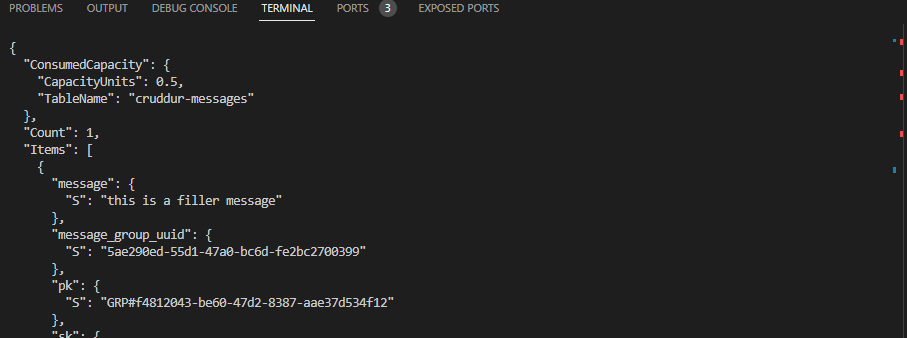 PROBLEMS OUTPUT DEBUG CONSOLE TERMINAL PORTS 3 EXPOSED PORTS
{
"ConsumedCapacity": {
"CapacityUnits": 0.5,
"TableName": "cruddur-messages"
},
"Count": 1,
"Items": [
{
"message": {
"S": "this is a filler message"
},
"message_group_uuid": {
"S": "5ae290ed-55d1-47a0-bc6d-fe2bc2700399"
},
"pk": {
"S": "GRP#f4812043-be60-47d2-8387-aae37d534f12"
},
"sk": {